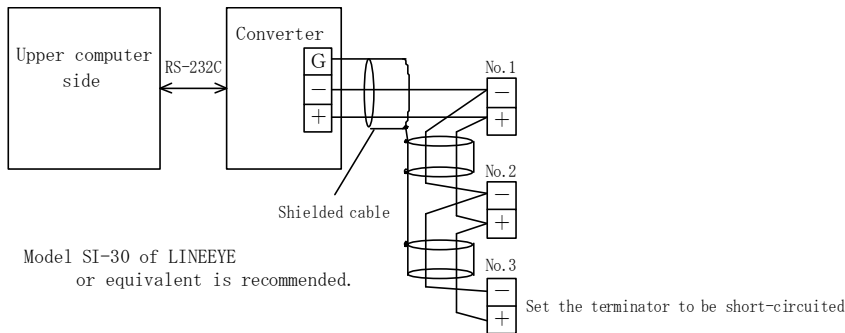 Upper computer
side
RS-232C
Converter
G
−
+
No.1
−
+
No.2
−
+
Shielded cable
Model SI-30 of LINEEYE
or equivalent is recommended.
No.3
−
+
Set the terminator to be short-circuited